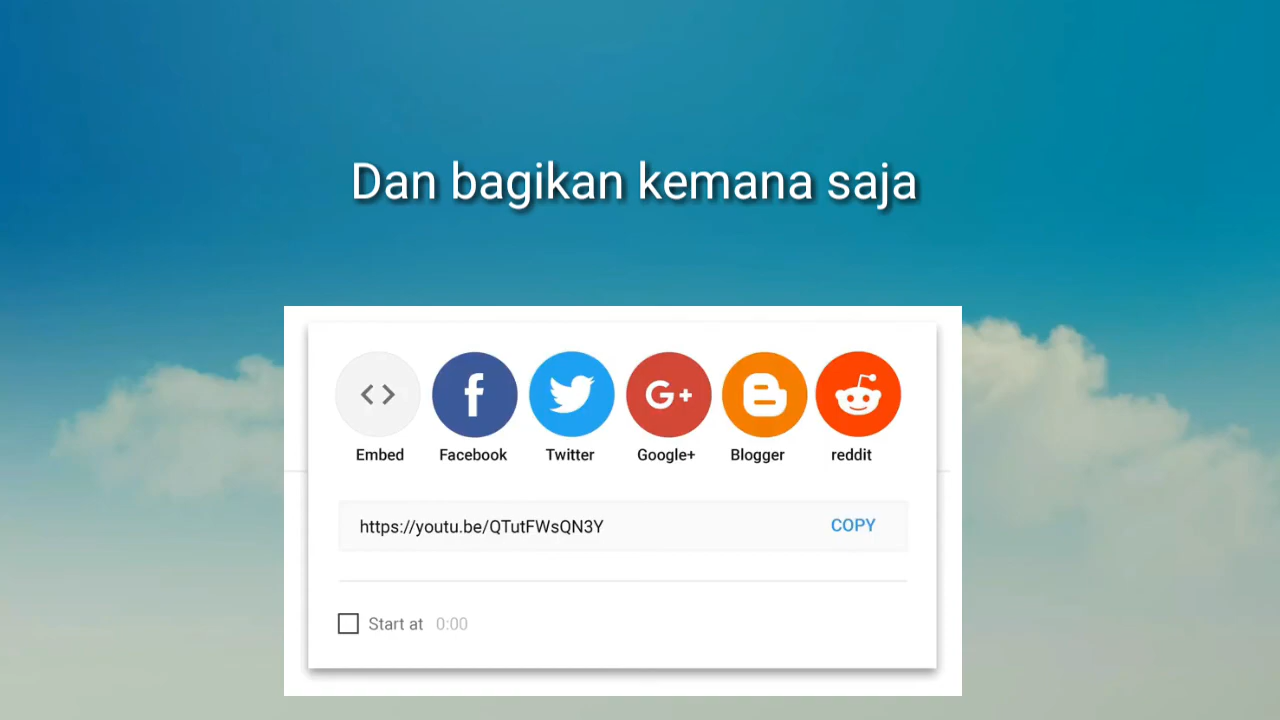 Dan bagikan kemana saja
Embed Facebook Twitter Google+ Blogger reddit
https://youtu.be/QTutFWsQN3Y COPY
Start at 0:00